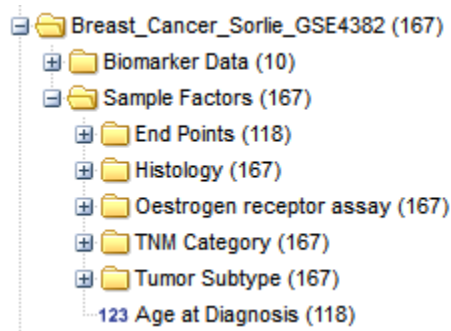 Breast_Cancer_Sorlie_GSE4382 (167)
Biomarker Data (10)
Sample Factors (167)
End Points (118)
Histology (167)
Oestrogen receptor assay (167)
TNM Category (167)
Tumor Subtype (167)
123 Age at Diagnosis (118)